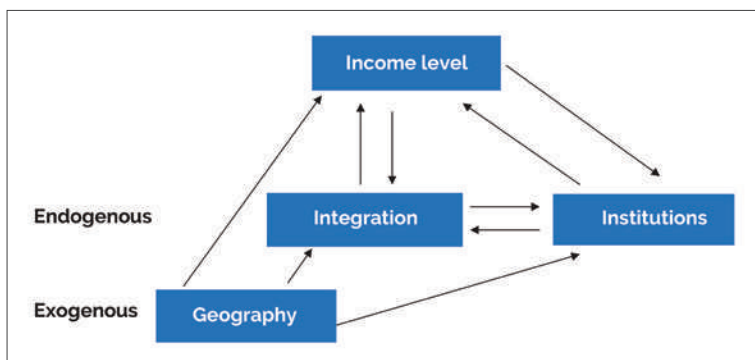 Income level
Endogenous
Integration
Institutions
Exogenous
Geography